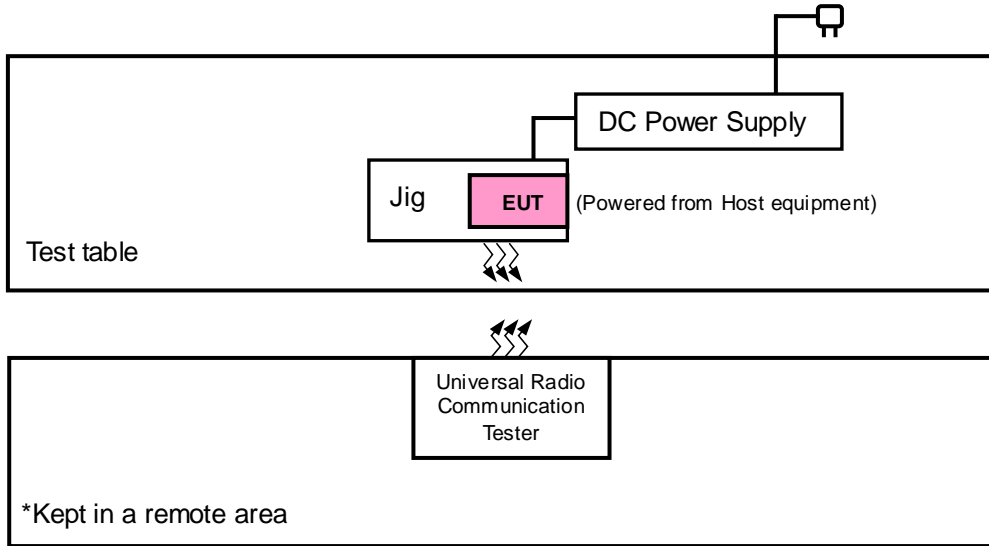 DC Power Supply
Jig
EUT
(Powered from Host equipment)
Test table
Universal Radio
Communication
Tester
*Kept in a remote area